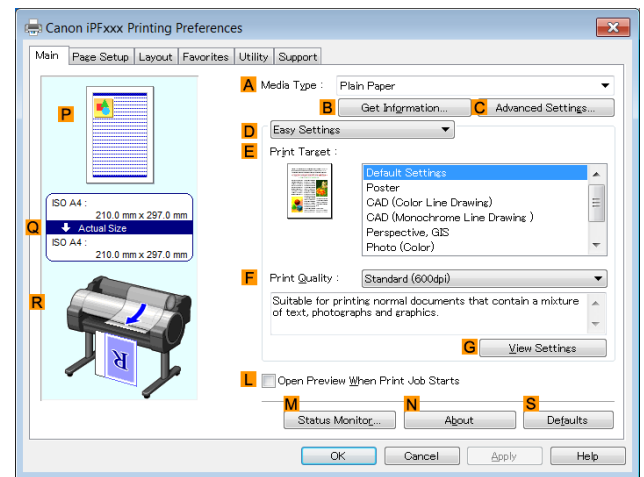 Canon iPFxxx Printing Preferences
Main Page Setup Layout Favorites Utility Support
A Media Type : Plain Paper
B Get Information... C Advanced Settings...
D Easy Settings
E Print Target :
Default Settings
Poster
CAD (Color Line Drawing)
CAD (Monochrome Line Drawing )
Perspective, GIS
Photo (Color)
P
ISO A4 :
210.0 mm x 297.0 mm
Q Actual Size
ISO A4 :
210.0 mm x 297.0 mm
R
F Print Quality : Standard (600dpi)
Suitable for printing normal documents that contain a mixture
of text, photographs and graphics.
G View Settings
L Open Preview When Print Job Starts
M N S
Status Monitor... About Defaults
OK Cancel Apply Help